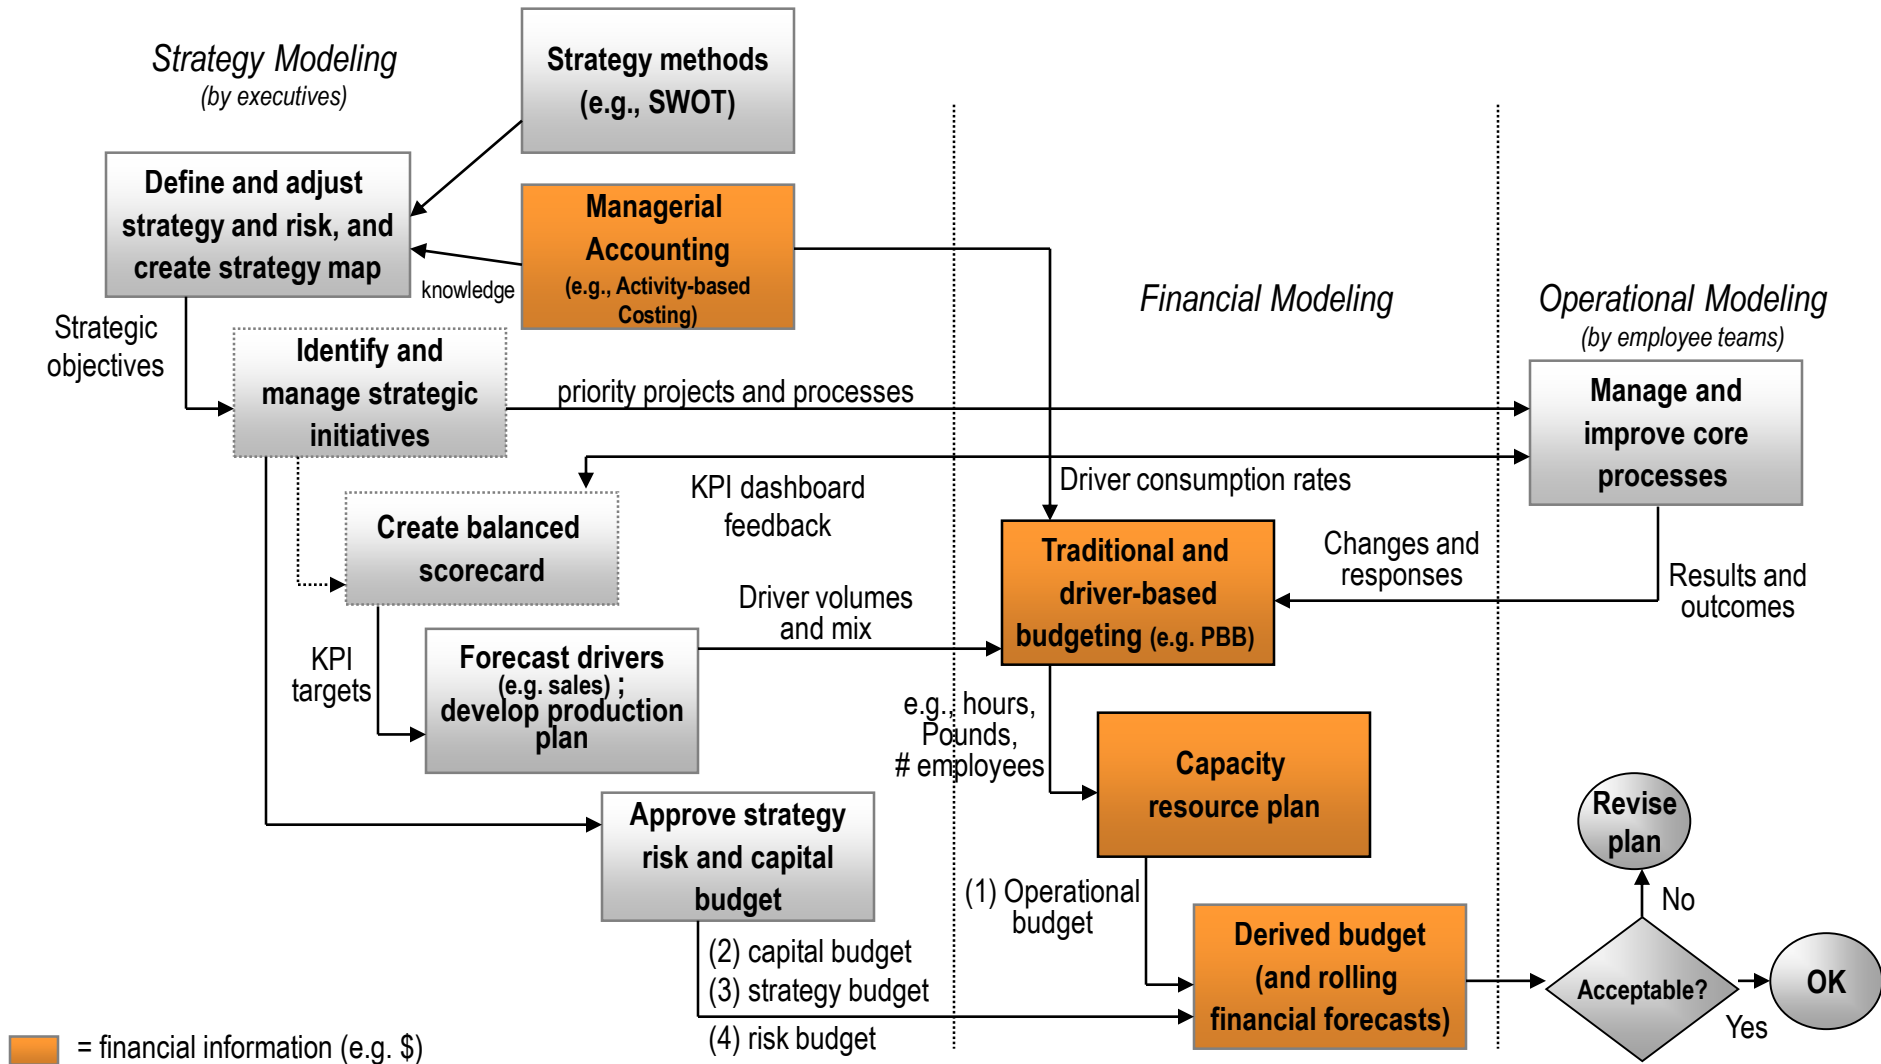 Strategy Modeling
(by executives)
Strategy methods
(e.g., SWOT)
Define and adjust
strategy and risk, and
create strategy map
Managerial
Accounting
(e.g., Activity-based
Costing)
knowledge
Financial Modeling
Operational Modeling
(by employee teams)
Strategic
objectives
Identify and
manage strategic
initiatives
priority projects and processes
Manage and
improve core
processes
KPI dashboard
feedback
Driver consumption rates
Create balanced
scorecard
Traditional and
driver-based
budgeting (e.g. PBB)
Changes and
responses
Results and
outcomes
Driver volumes
and mix
KPI
targets
Forecast drivers
(e.g. sales) ;
develop production
plan
e.g., hours,
Pounds,
# employees
Capacity
resource plan
Approve strategy
risk and capital
budget
Revise
plan
No
(1) Operational
budget
(2) capital budget
(3) strategy budget
(4) risk budget
Derived budget
(and rolling
financial forecasts)
Acceptable?
Yes
OK
= financial information (e.g. $)